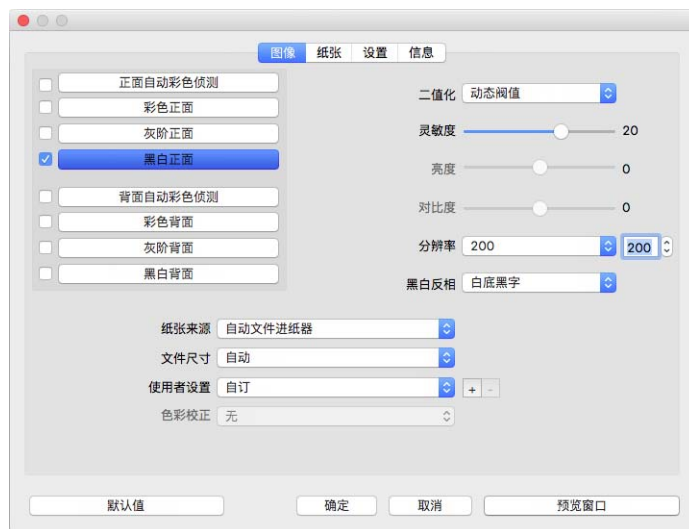 图像 纸张 设置 信息
正面自动彩色侦测
彩色正面
灰阶正面
黑白正面
背面自动彩色侦测
彩色背面
灰阶背面
黑白背面
二值化 动态阀值
灵敏度 20
亮度 0
对比度 0
分辨率 200 200
黑白反相 白底黑字
纸张来源 自动文件进纸器
文件尺寸 自动
使用者设置 自订 + -
色彩校正 无
默认值 确定 取消 预览窗口